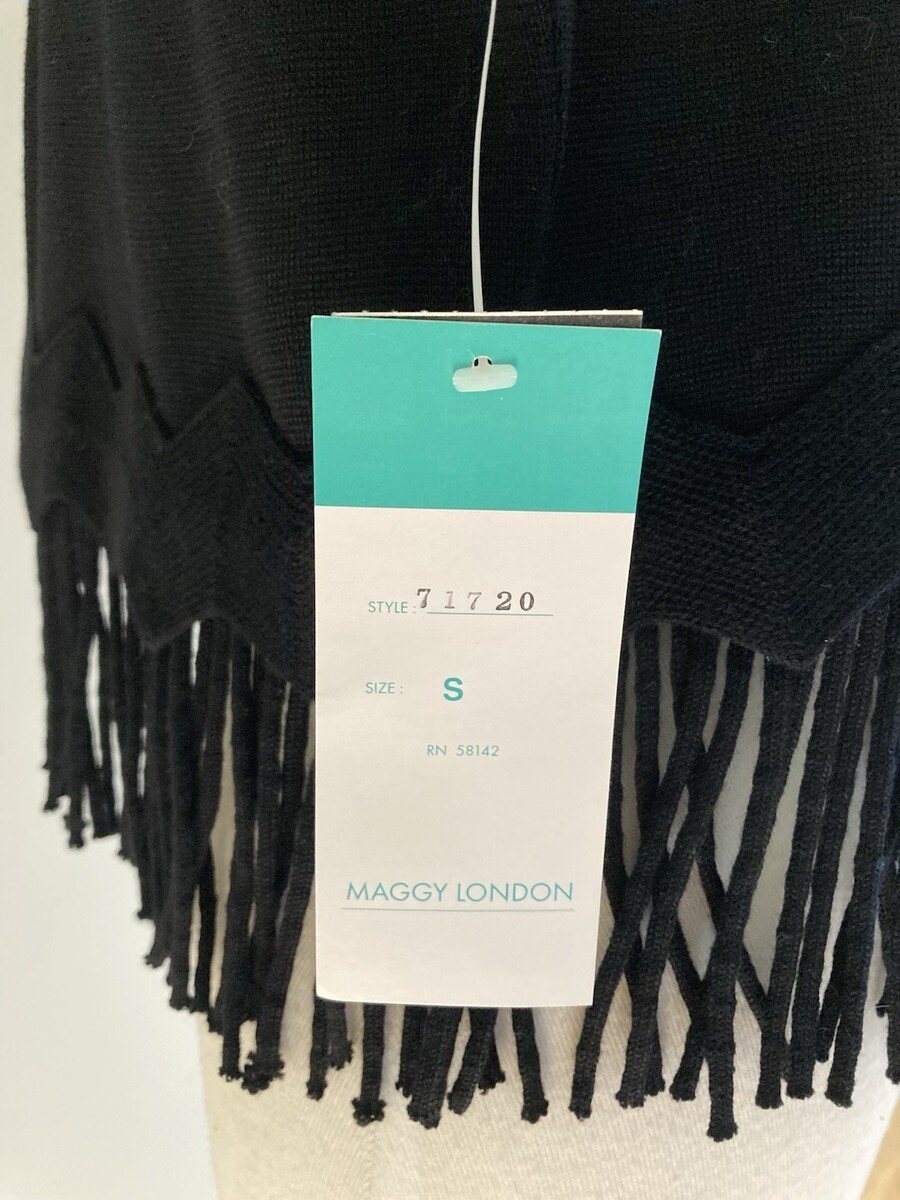 STYLE: 71720
SIZE: S
RN 58142
MAGGY LONDON